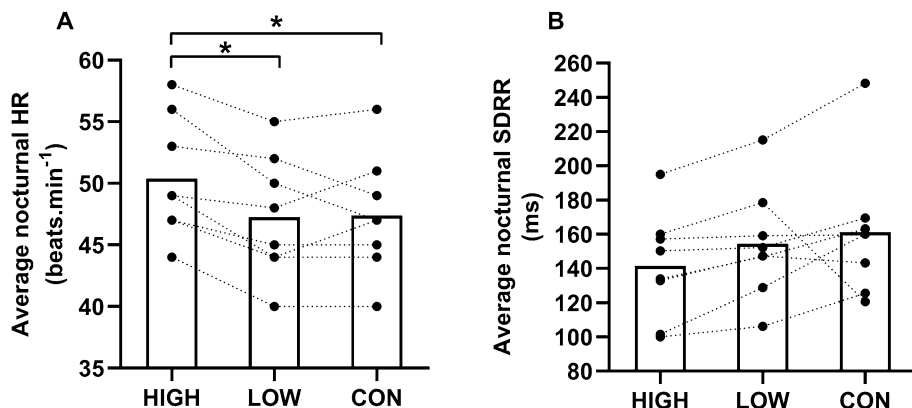 A
*
*
Average nocturnal HR
(beats.min⁻¹)
60
55
50
45
40
35
HIGH LOW CON
B
Average nocturnal SDRR
(ms)
260
240
220
200
180
160
140
120
100
80
HIGH LOW CON